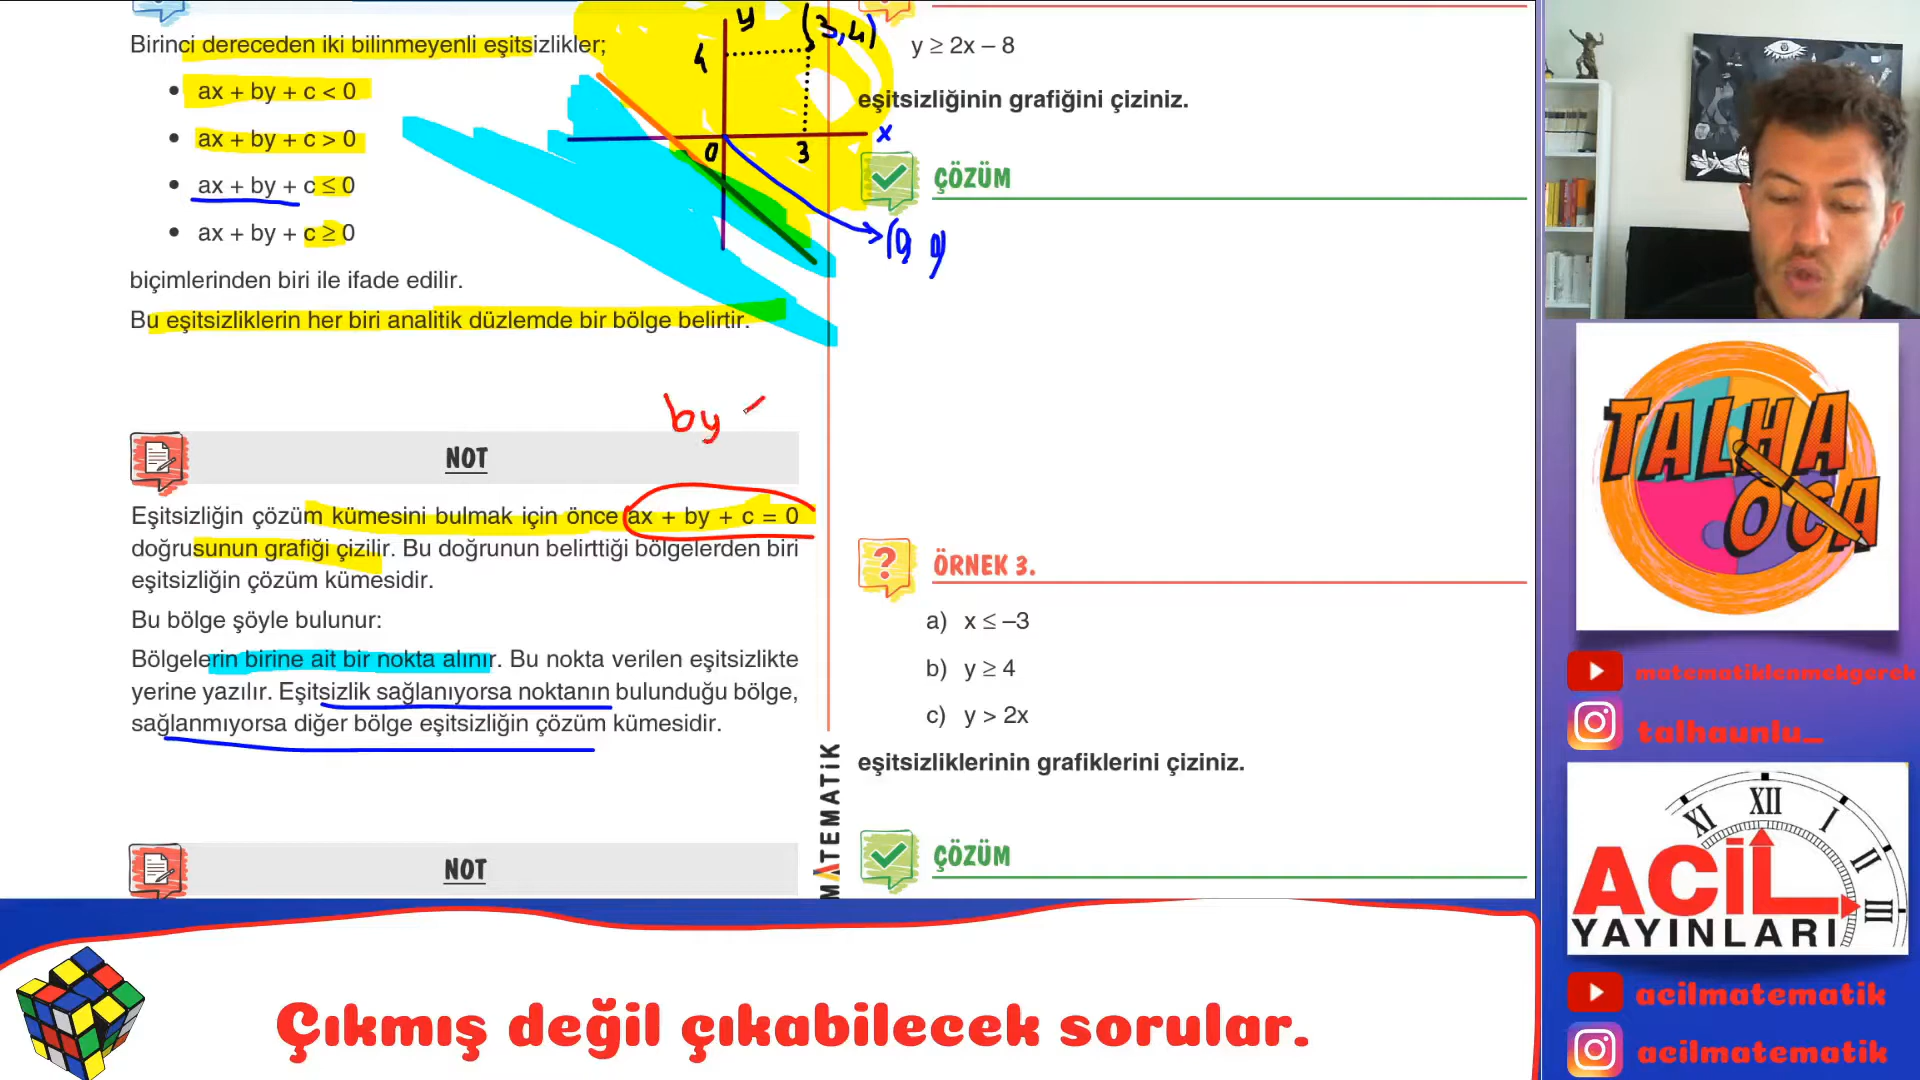 Birinci dereceden iki bilinmeyenli eşitsizlikler;
• ax + by + c < 0
• ax + by + c > 0
• ax + by + c ≤ 0
• ax + by + c ≥ 0
biçimlerinden biri ile ifade edilir.
Bu eşitsizliklerin her biri analitik düzlemde bir bölge belirtir.
y
(3,4)
4
x
0
3
(0,
by
NOT
Eşitsizliğin çözüm kümesini bulmak için önce ax + by + c = 0
doğrusunun grafiği çizilir. Bu doğrunun belirttiği bölgelerden biri
eşitsizliğin çözüm kümesidir.
Bu bölge şöyle bulunur:
Bölgelerin birine ait bir nokta alınır. Bu nokta verilen eşitsizlikte
yerine yazılır. Eşitsizlik sağlanıyorsa noktanın bulunduğu bölge,
sağlanmıyorsa diğer bölge eşitsizliğin çözüm kümesidir.
NOT
MATEMATİK
y ≥ 2x – 8
eşitsizliğinin grafiğini çiziniz.
ÇÖZÜM
?
ÖRNEK 3.
a) x ≤ –3
b) y ≥ 4
c) y > 2x
eşitsizliklerinin grafiklerini çiziniz.
ÇÖZÜM
TALHA
OCA
matematiklenmekgerek
talhaunlu_
XI XII I II III
ACİL
YAYINLARI
acilmatematik
acilmatematik
Çıkmış değil çıkabilecek sorular.